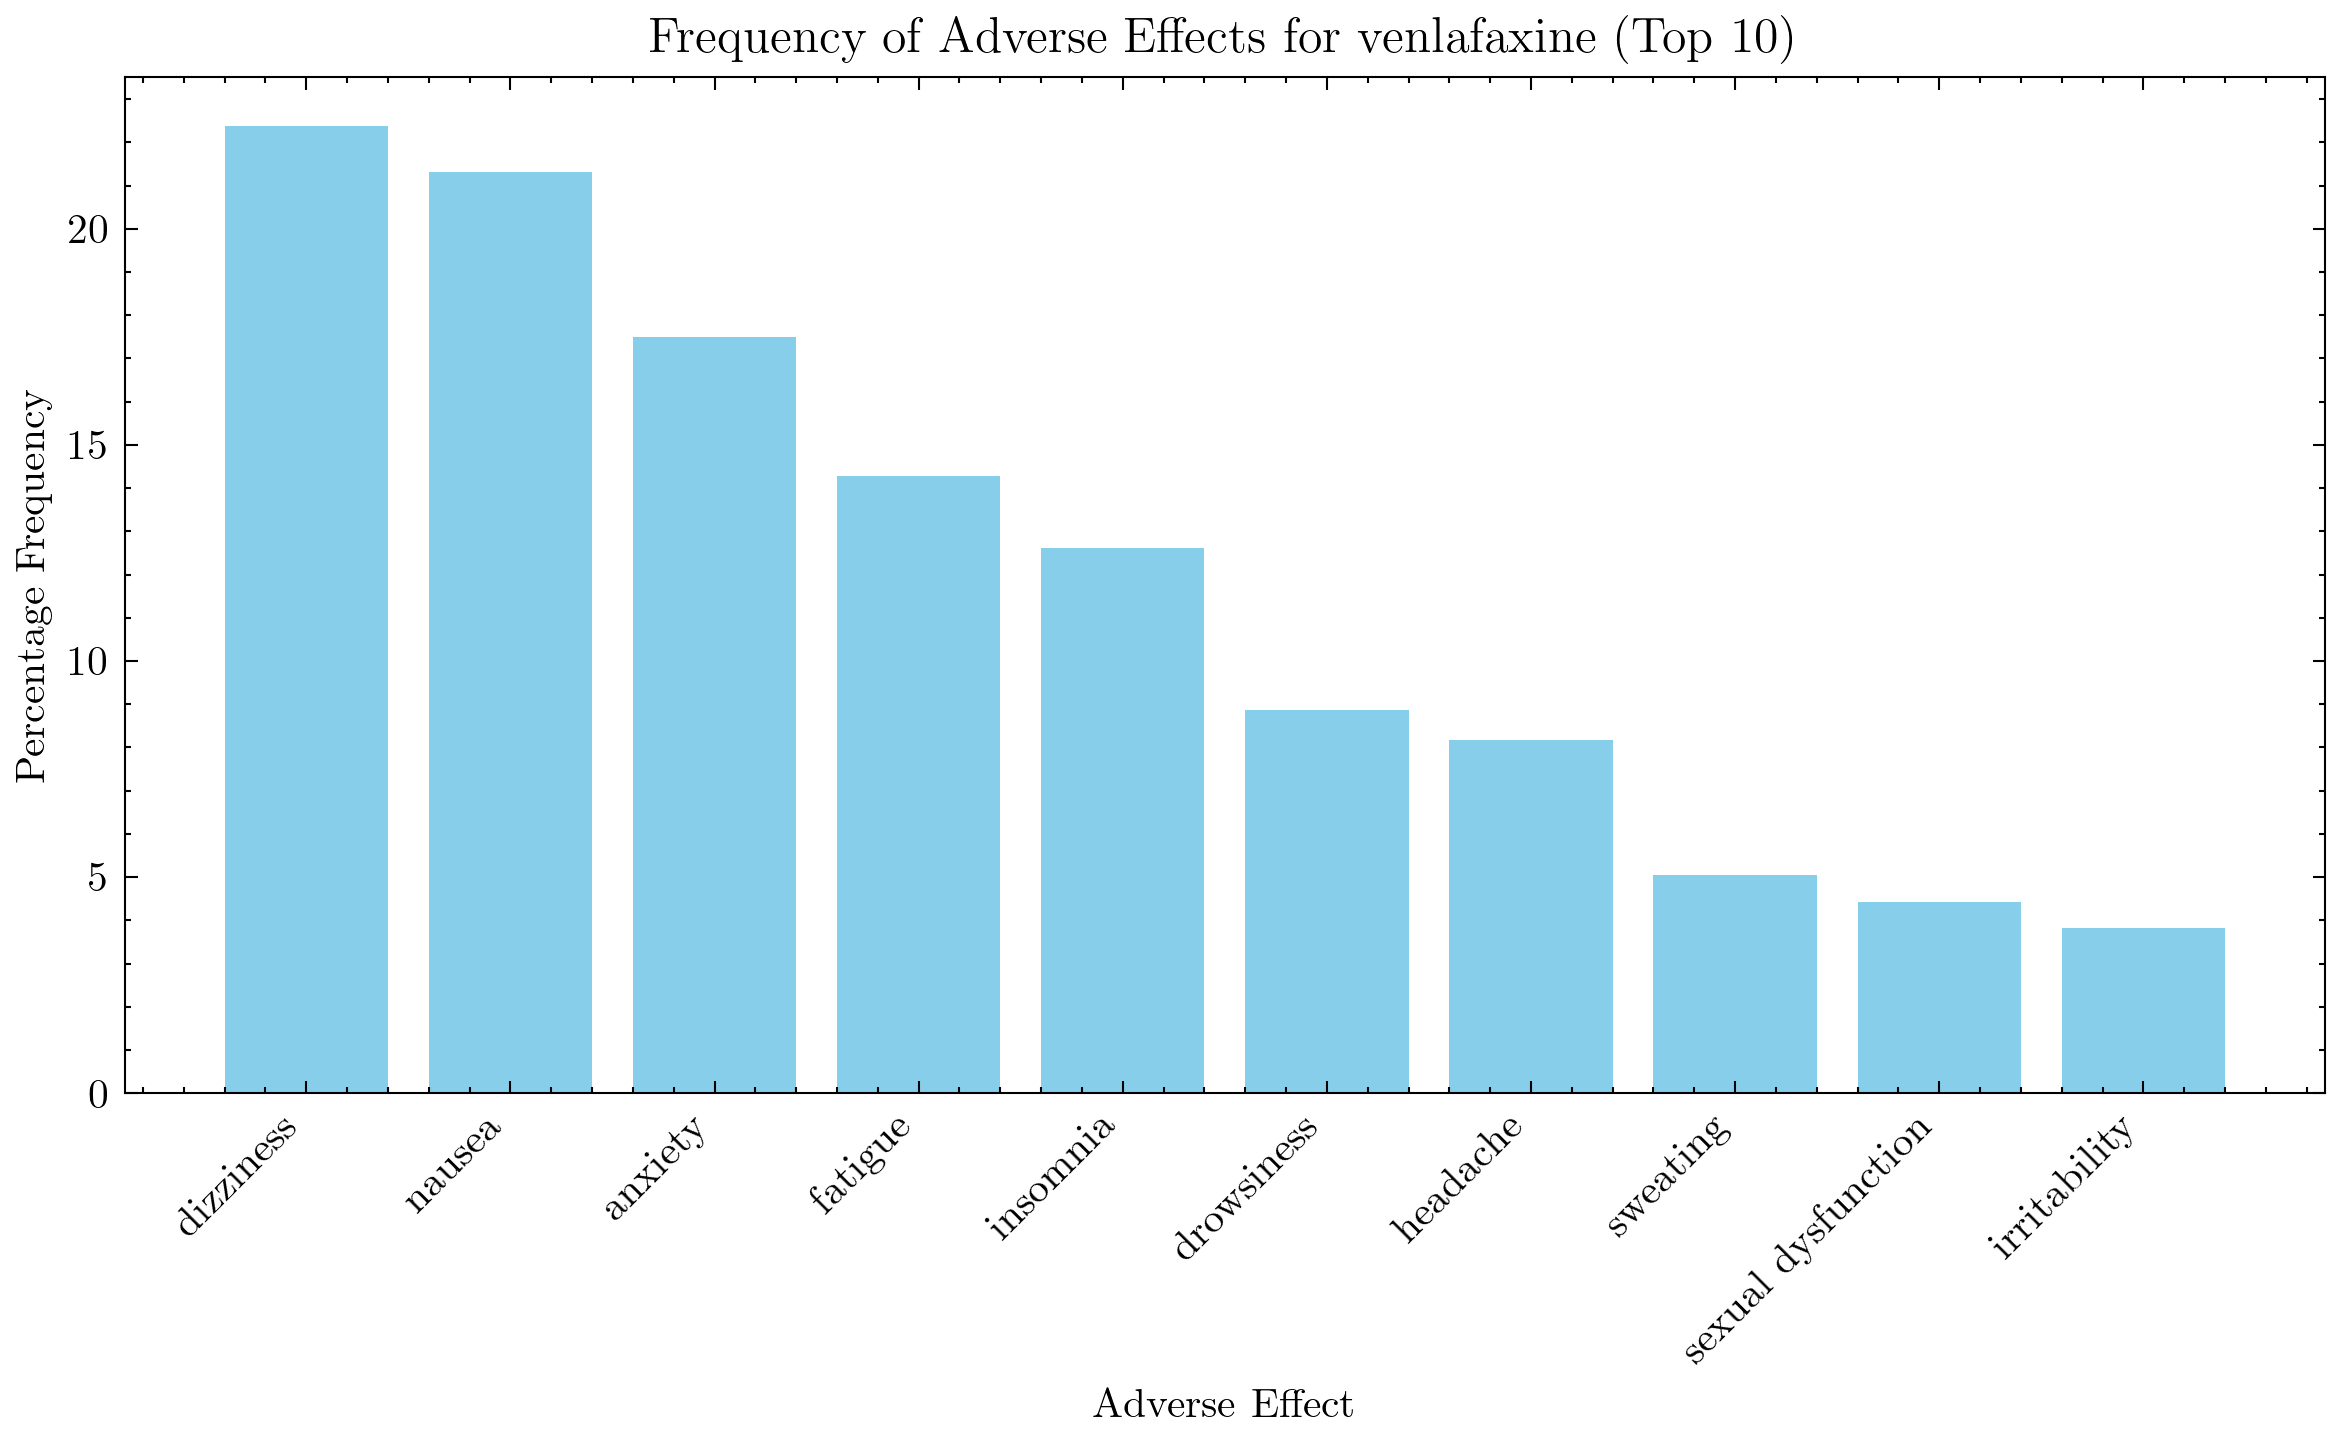 Frequency of Adverse Effects for venlafaxine (Top 10)
Percentage Frequency
20
15
10
5
0
dizziness
nausea
anxiety
fatigue
insomnia
drowsiness
headache
sweating
sexual dysfunction
irritability
Adverse Effect